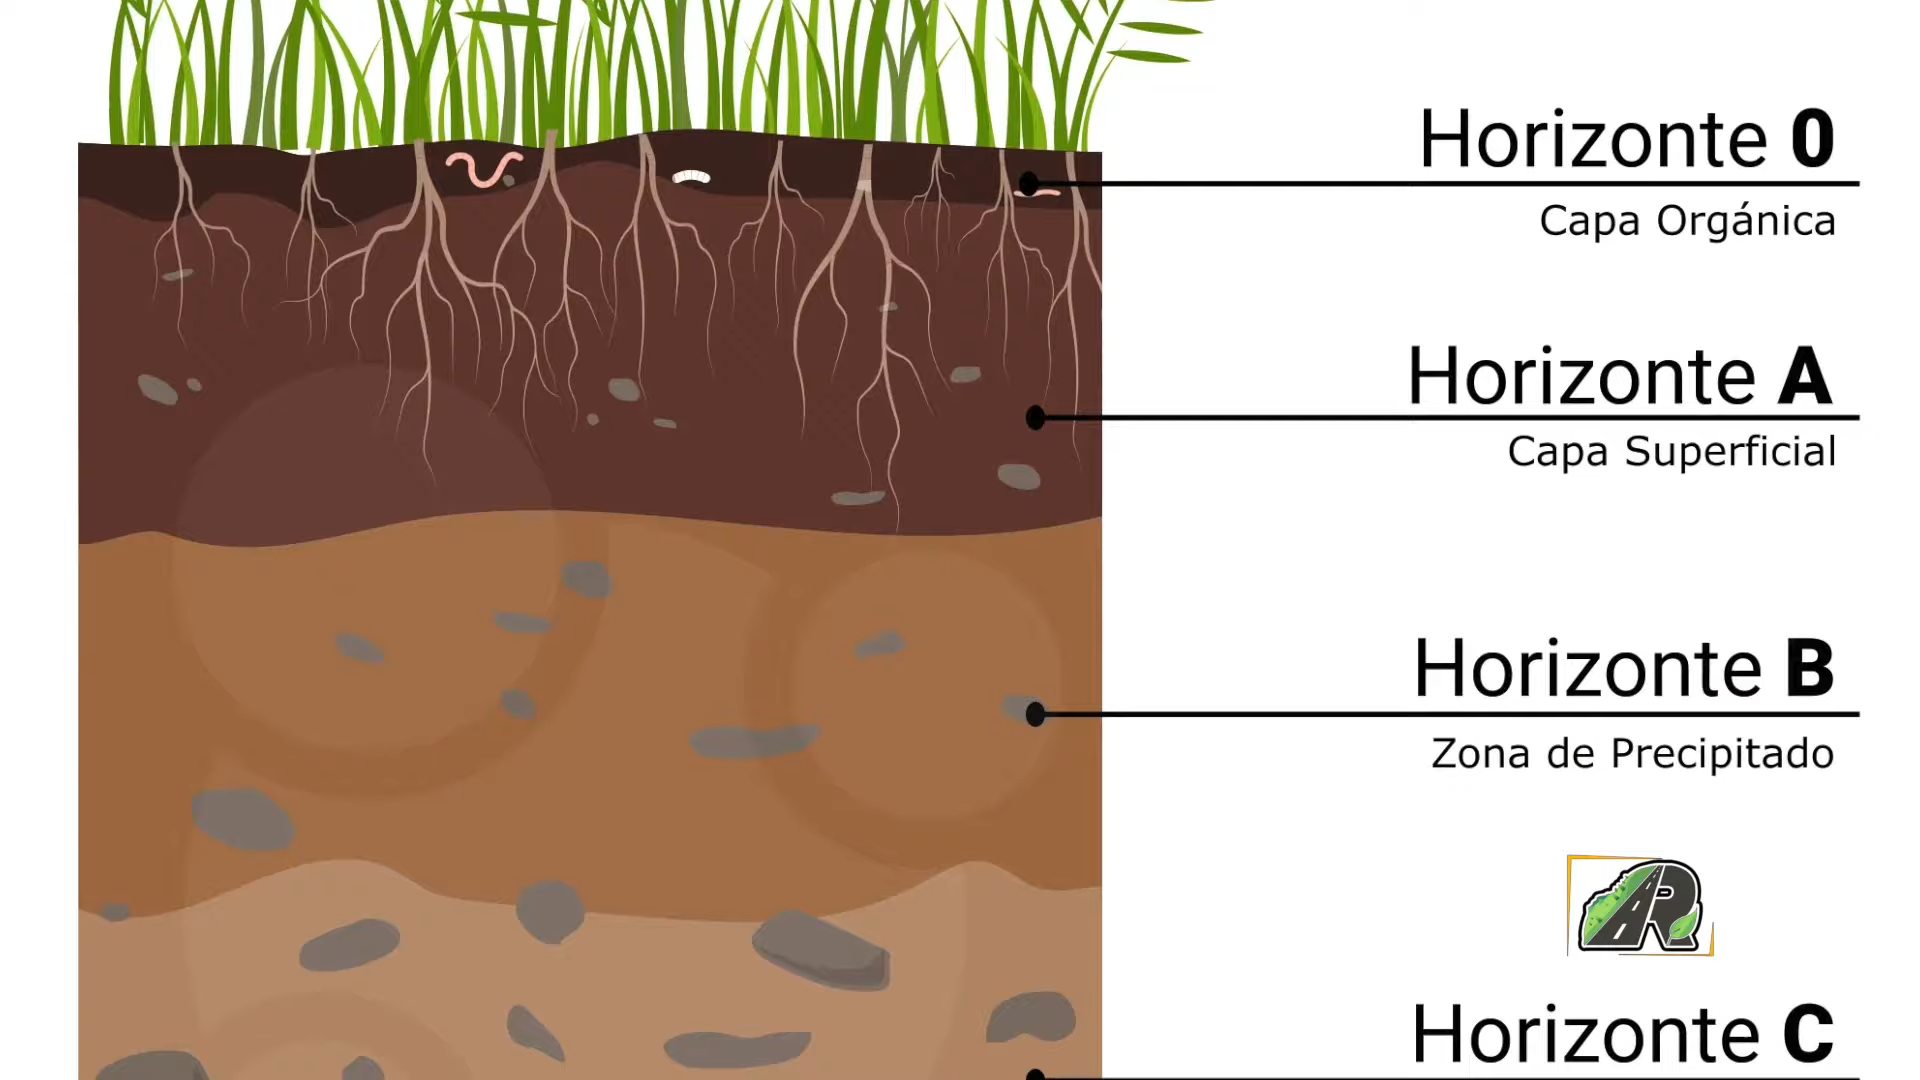 Horizonte 0
Capa Orgánica
Horizonte A
Capa Superficial
Horizonte B
Zona de Precipitado
R
Horizonte C